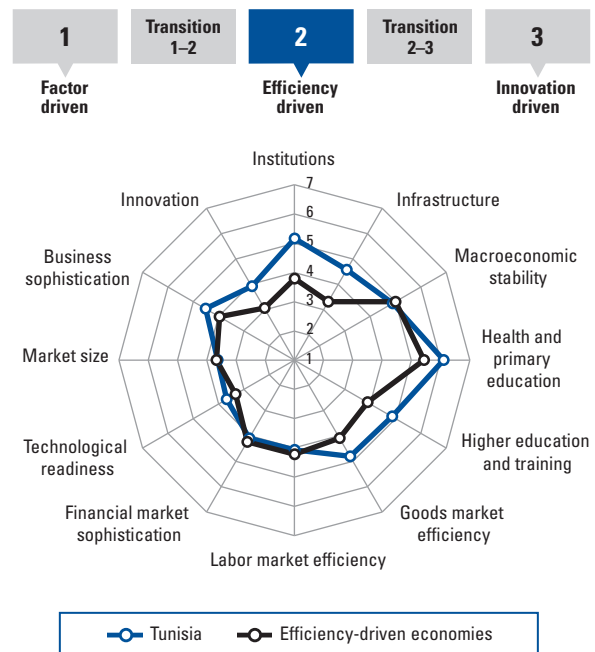 1
Transition
1–2
2
Transition
2–3
3
Factor
driven
Efficiency
driven
Innovation
driven
Institutions
Innovation
7
Infrastructure
6
5
Business
sophistication
Macroeconomic
stability
4
3
2
Market size
1
Health and
primary
education
Technological
readiness
Higher education
and training
Financial market
sophistication
Goods market
efficiency
Labor market efficiency
Tunisia
Efficiency-driven economies